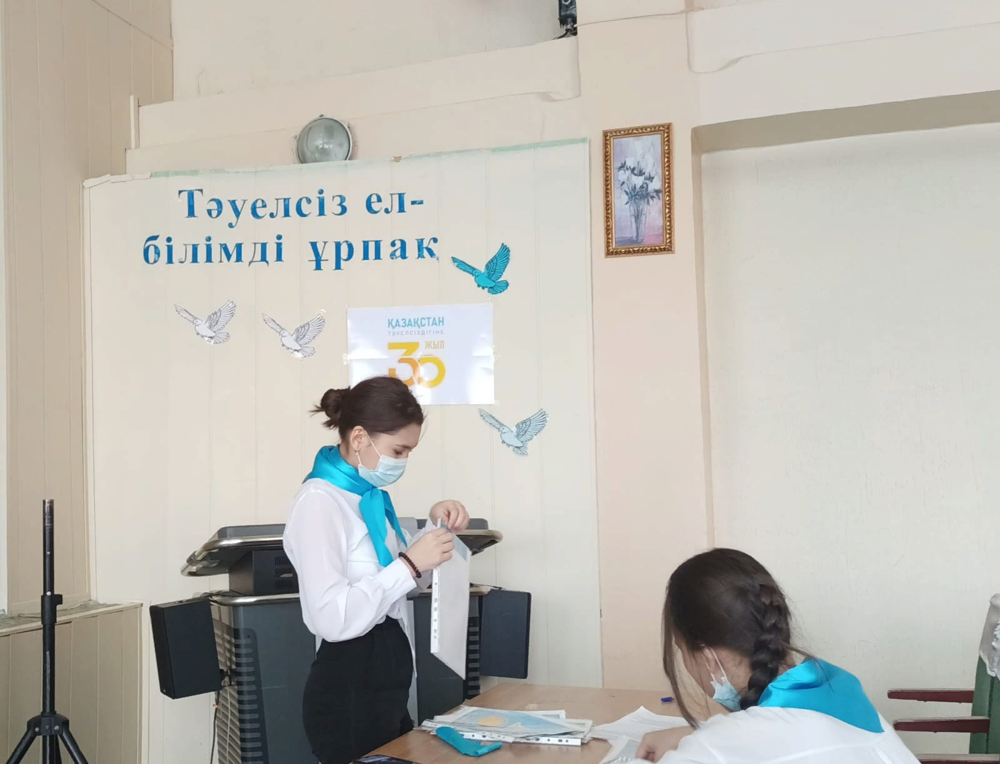 Тәуелсіз ел-
білімді ұрпақ
ҚАЗАҚСТАН
ТӘУЕЛСІЗДІГІНЕ
30 ЖЫЛ